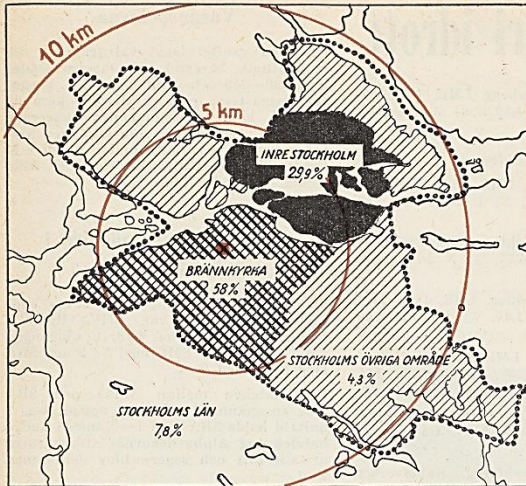 10 km
5 km
INRE STOCKHOLM
29,9%
BRÄNNKYRKA
58%
STOCKHOLMS ÖVRIGA OMRÅDE
4,3%
STOCKHOLMS LÄN
7,8%